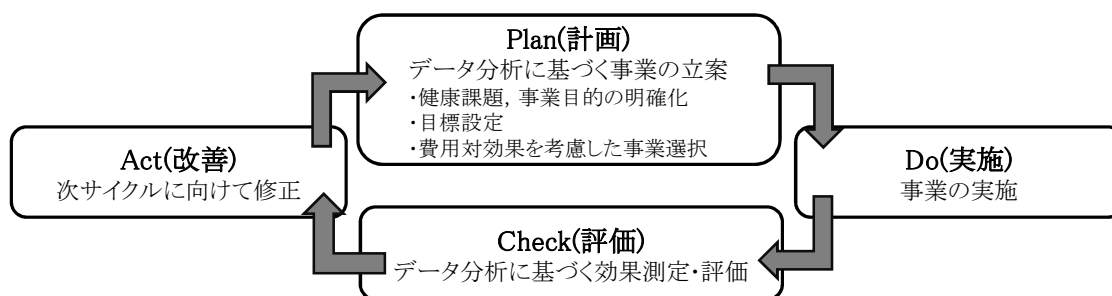 Plan(計画)
データ分析に基づく事業の立案
・健康課題, 事業目的の明確化
・目標設定
・費用対効果を考慮した事業選択
Act(改善)
次サイクルに向けて修正
Do(実施)
事業の実施
Check(評価)
データ分析に基づく効果測定・評価